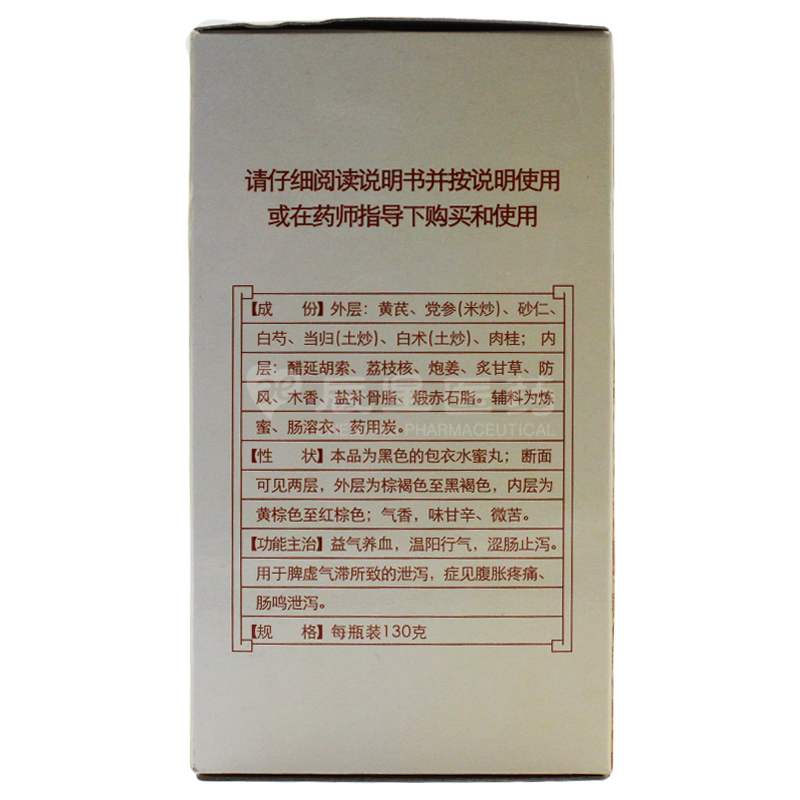 请仔细阅读说明书并按说明使用
或在药师指导下购买和使用
【成 份】外层：黄芪、党参(米炒)、砂仁、
白芍、当归(土炒)、白术(土炒)、肉桂；内
层：醋延胡索、荔枝核、炮姜、炙甘草、防
风、木香、盐补骨脂、煅赤石脂。辅料为炼
蜜、肠溶衣、药用炭。
【性 状】本品为黑色的包衣水蜜丸；断面
可见两层，外层为棕褐色至黑褐色，内层为
黄棕色至红棕色；气香，味甘辛、微苦。
【功能主治】益气养血，温阳行气，涩肠止泻。
用于脾虚气滞所致的泄泻，症见腹胀疼痛、
肠鸣泄泻。
【规 格】每瓶装130克
辰星医药
PHARMACEUTICAL